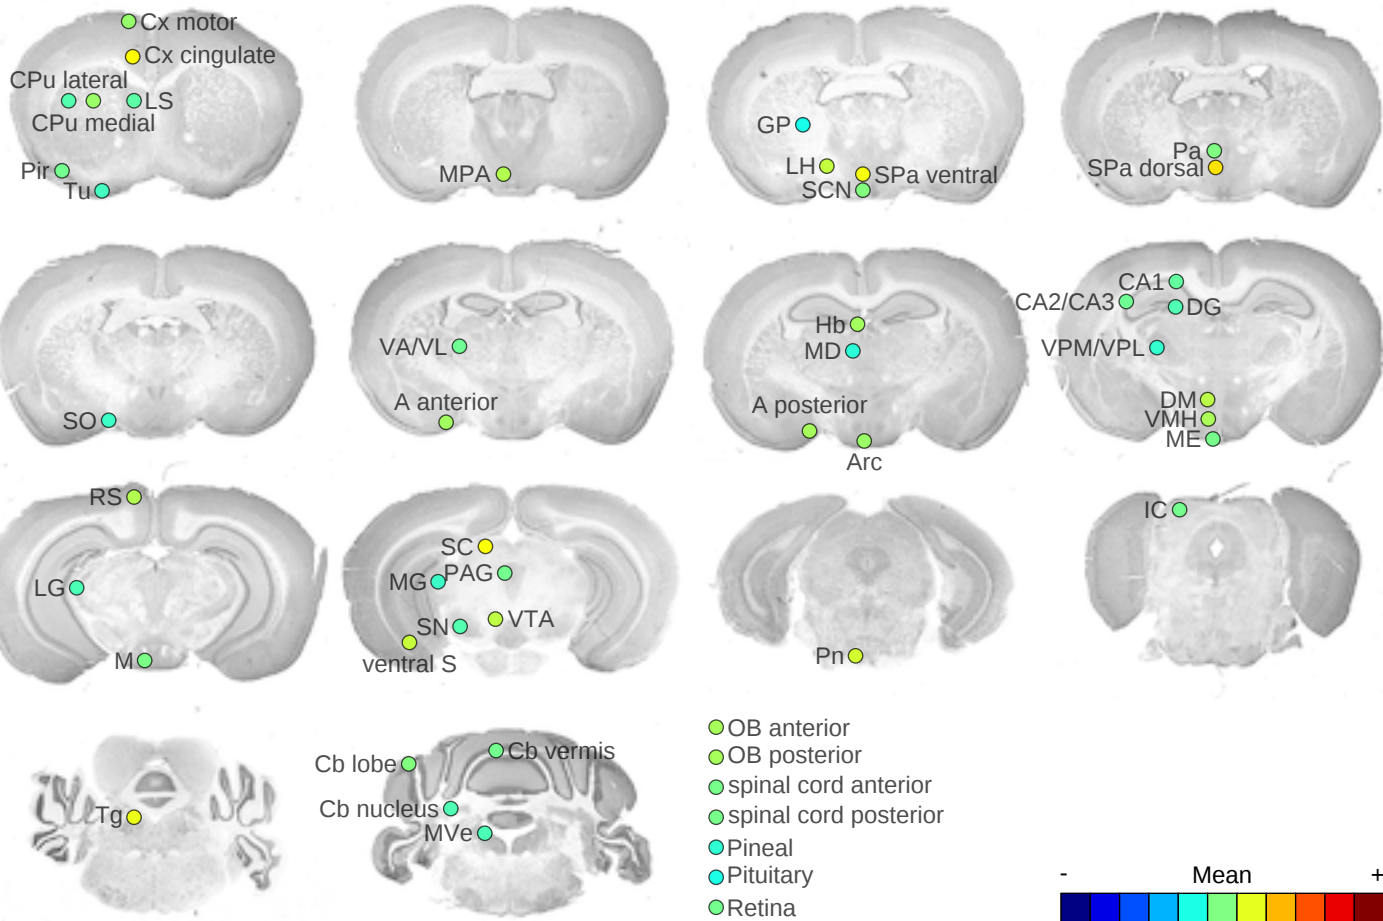 Cx motor
Cx cingulate
CPu lateral
LS
CPu medial
Pir
Tu
MPA
GP
LH
SPa ventral
SCN
Pa
SPa dorsal
SO
VA/VL
A anterior
Hb
MD
A posterior
Arc
CA1
CA2/CA3
DG
VPM/VPL
DM
VMH
ME
RS
LG
M
SC
PAG
MG
VTA
SN
ventral S
Pn
IC
Tg
Cb vermis
Cb lobe
Cb nucleus
MVe
OB anterior
OB posterior
spinal cord anterior
spinal cord posterior
Pineal
Pituitary
Retina
- Mean +